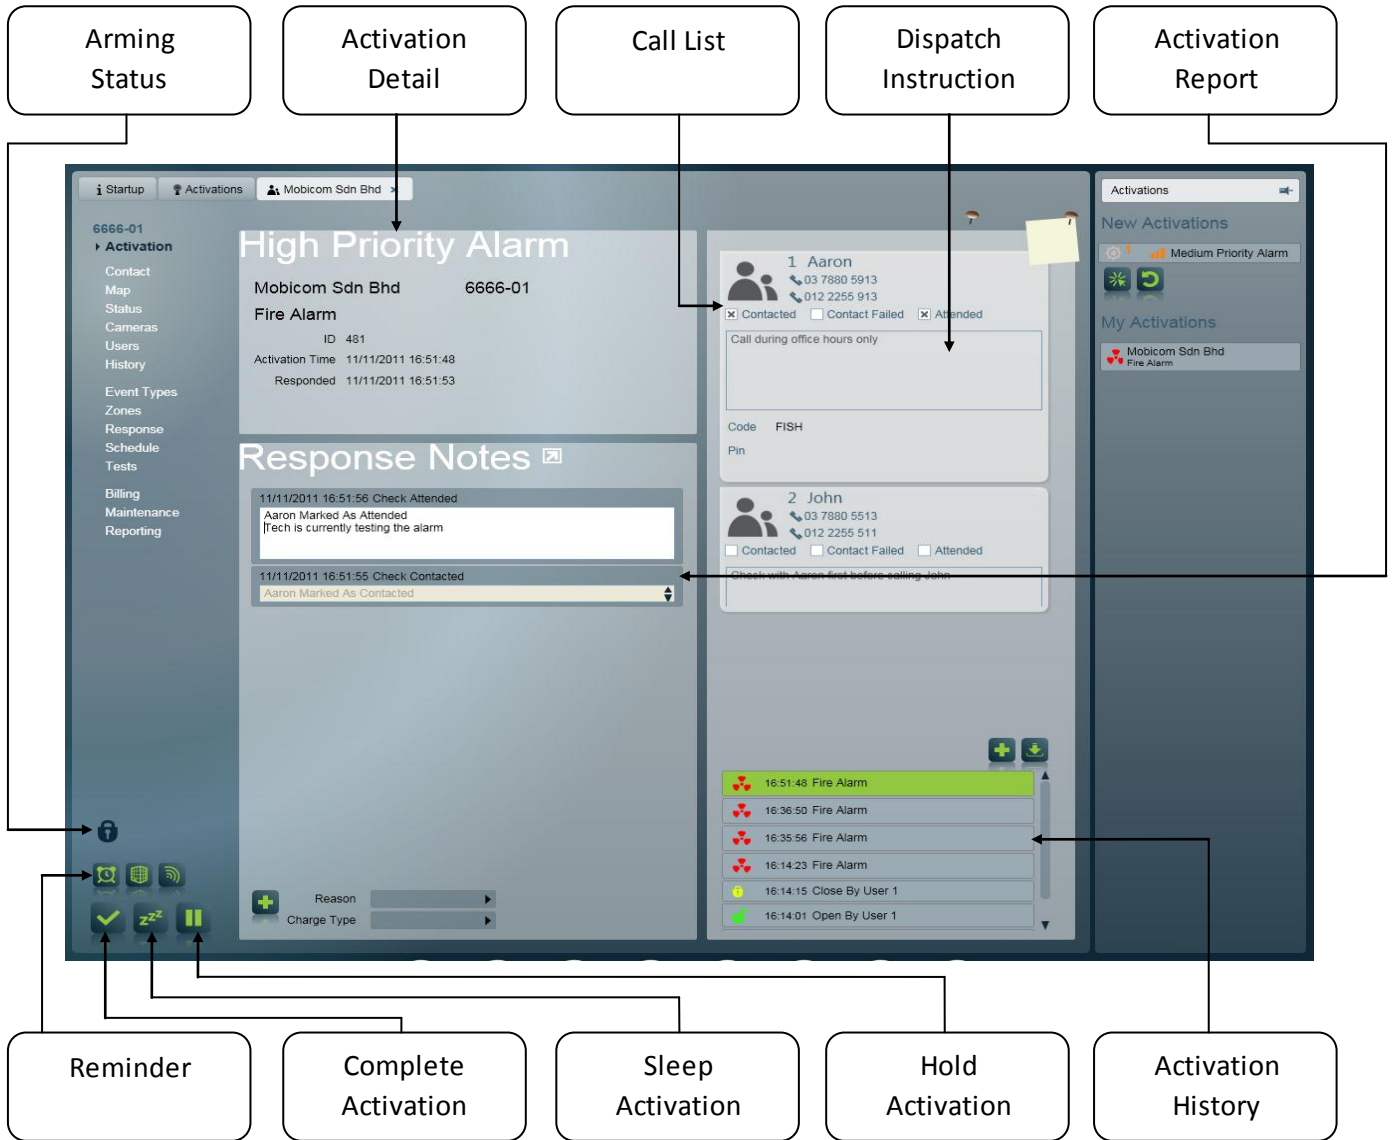 Arming
Status
Activation
Detail
Call List
Dispatch
Instruction
Activation
Report
i Startup
Activations
Mobicom Sdn Bhd ×
Activations
6666-01
Activation
Contact
Map
Status
Cameras
Users
History
Event Types
Zones
Response
Schedule
Tests
Billing
Maintenance
Reporting
High Priority Alarm
Mobicom Sdn Bhd 6666-01
Fire Alarm
ID 481
Activation Time 11/11/2011 16:51:48
Responded 11/11/2011 16:51:53
Response Notes
11/11/2011 16:51:56 Check Attended
Aaron Marked As Attended
Tech is currently testing the alarm
11/11/2011 16:51:55 Check Contacted
Aaron Marked As Contacted
Reason
Charge Type
1 Aaron
03 7880 5913
012 2255 913
Contacted Contact Failed Attended
Call during office hours only
Code FISH
Pin
2 John
03 7880 5513
012 2255 511
Contacted Contact Failed Attended
Check with Aaron first before calling John
16:51:48 Fire Alarm
16:36:50 Fire Alarm
16:35:56 Fire Alarm
16:14:23 Fire Alarm
16:14:15 Close By User 1
16:14:01 Open By User 1
New Activations
1 Medium Priority Alarm
My Activations
Mobicom Sdn Bhd
Fire Alarm
zzz
Reminder
Complete
Activation
Sleep
Activation
Hold
Activation
Activation
History